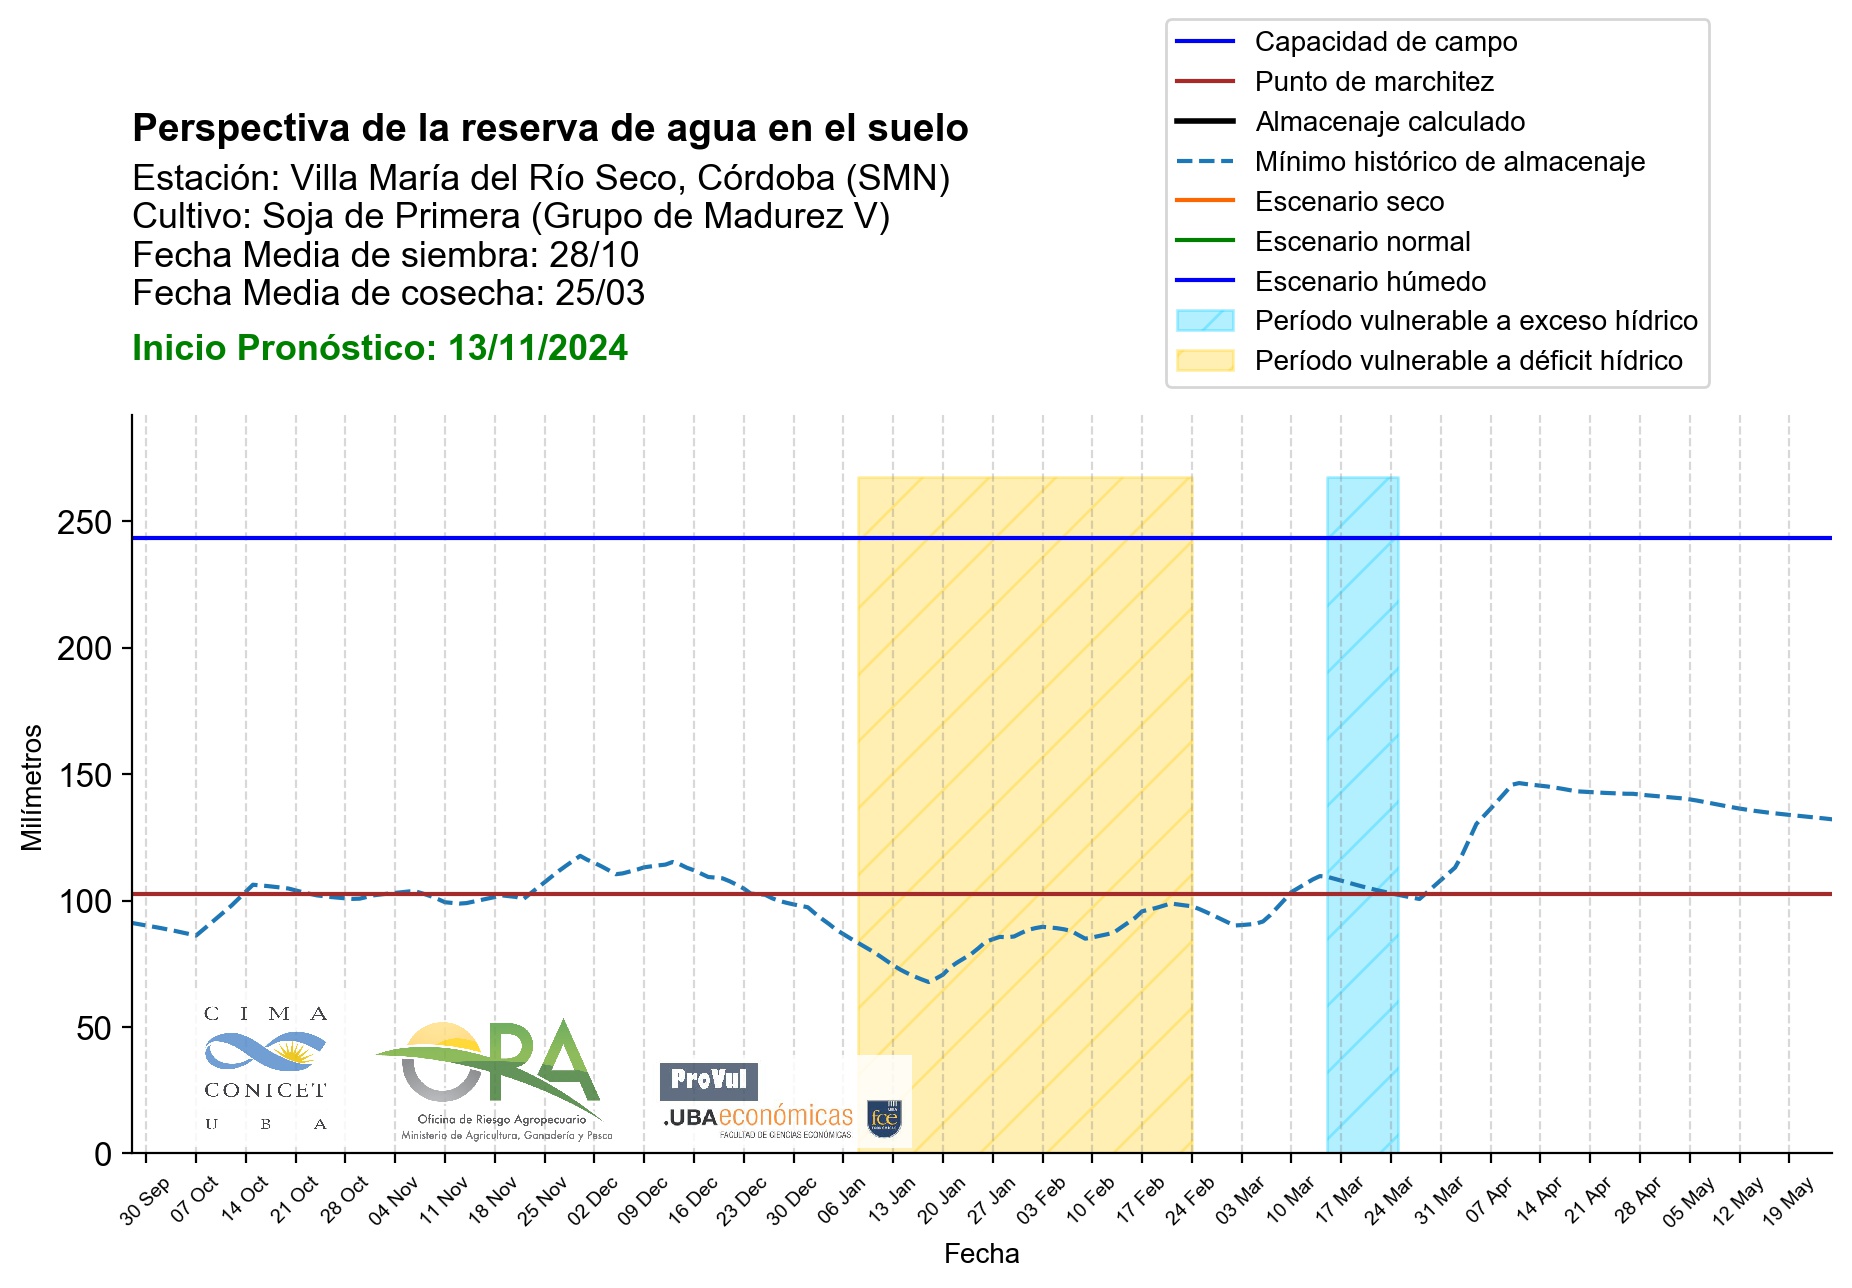 Capacidad de campo
Punto de marchitez
Almacenaje calculado
Mínimo histórico de almacenaje
Escenario seco
Escenario normal
Escenario húmedo
Período vulnerable a exceso hídrico
Período vulnerable a déficit hídrico
Perspectiva de la reserva de agua en el suelo
Estación: Villa María del Río Seco, Córdoba (SMN)
Cultivo: Soja de Primera (Grupo de Madurez V)
Fecha Media de siembra: 28/10
Fecha Media de cosecha: 25/03
Inicio Pronóstico: 13/11/2024
250
200
150
100
50
0
Milímetros
CIMA
CONICET
UBA
ORA
Oficina de Riesgo Agropecuario
Ministerio de Agricultura, Ganadería y Pesca
ProVul
.UBAeconómicas
FACULTAD DE CIENCIAS ECONÓMICAS
fce
30 Sep
07 Oct
14 Oct
21 Oct
28 Oct
04 Nov
11 Nov
18 Nov
25 Nov
02 Dec
09 Dec
16 Dec
23 Dec
30 Dec
06 Jan
13 Jan
20 Jan
27 Jan
03 Feb
10 Feb
17 Feb
24 Feb
03 Mar
10 Mar
17 Mar
24 Mar
31 Mar
07 Apr
14 Apr
21 Apr
28 Apr
05 May
12 May
19 May
Fecha